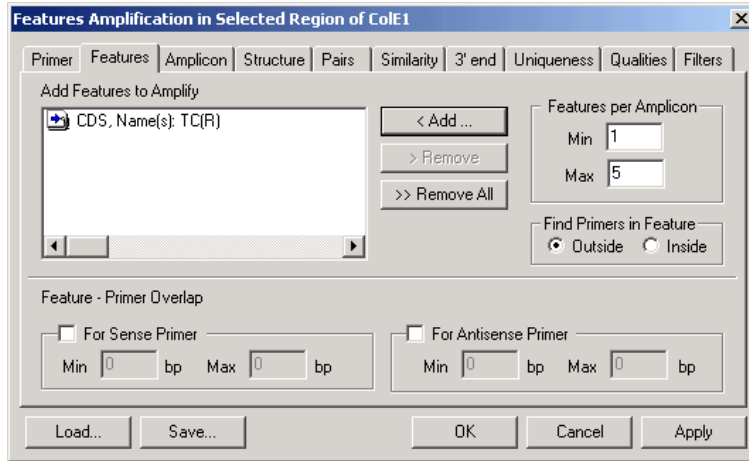 Features Amplification in Selected Region of ColE1
Primer Features Amplicon Structure Pairs Similarity 3' end Uniqueness Qualities Filters
Add Features to Amplify
CDS, Name(s): TC(R)
< Add ...
> Remove
>> Remove All
Features per Amplicon
Min 1
Max 5
Find Primers in Feature
Outside Inside
Feature - Primer Overlap
For Sense Primer For Antisense Primer
Min 0 bp Max 0 bp Min 0 bp Max 0 bp
Load... Save... OK Cancel Apply